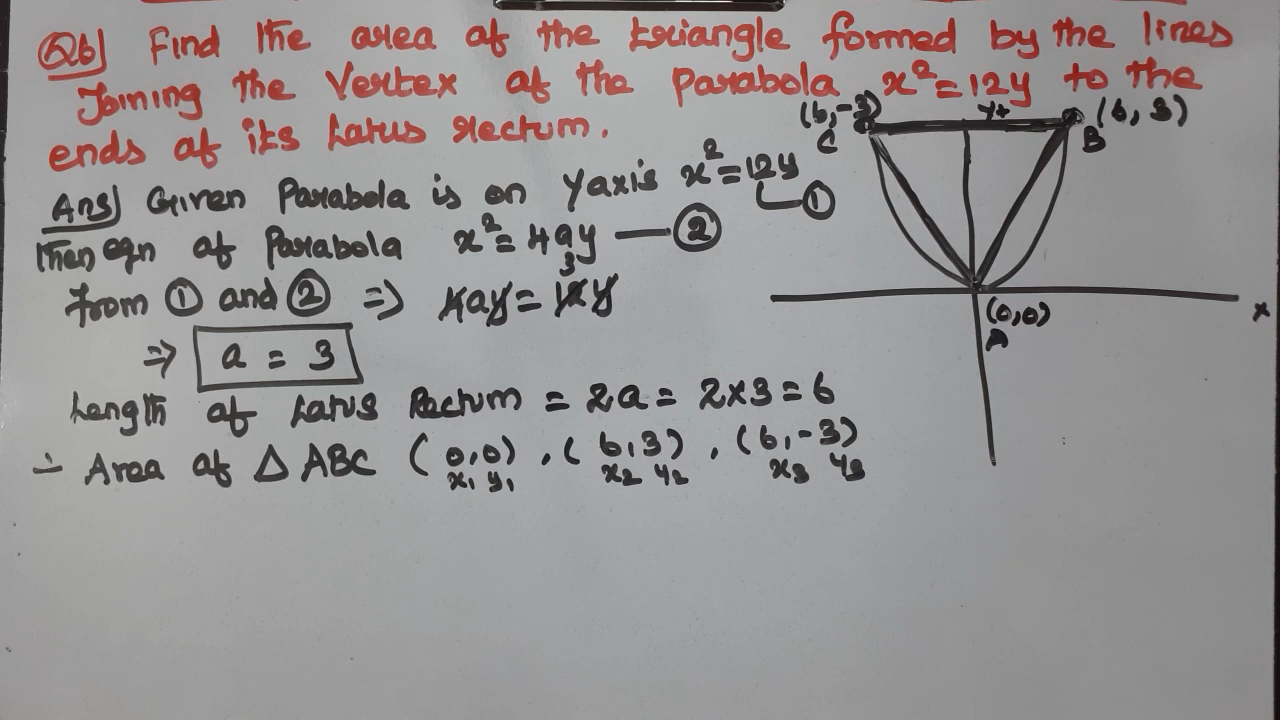 Q6) Find the area of the triangle formed by the lines
Joining the Vertex of the Parabola x²=12y to the
ends of its Latus Rectum.
Ans) Given Parabola is on y axis x²=12y
①
then eqn of Parabola x²=4ay — ②
from ① and ② ⇒ 4ay = 12y
3
⇒ a = 3
Length of Latus Rectum = 2a = 2×3 = 6
∴ Area of Δ ABC (0,0), (6,3), (6,-3)
x₁ y₁ x₂ y₂ x₃ y₃
(6,-3)
C
y+
(6,3)
B
(0,0)
A
x